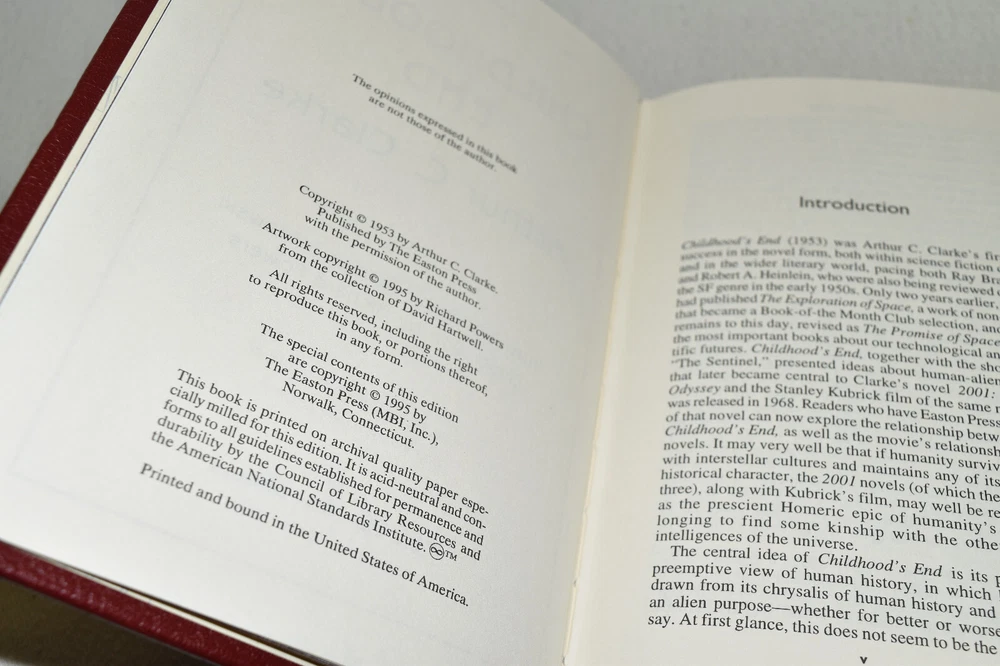 The opinions expressed in this book
are not those of the author.
Copyright © 1953 by Arthur C. Clarke.
Published by The Easton Press
with the permission of the author.
Artwork copyright © 1995 by Richard Powers
from the collection of David Hartwell.
All rights reserved, including the right
to reproduce this book, or portions thereof,
in any form.
The special contents of this edition
are copyright © 1995 by
The Easton Press (MBI, Inc.),
Norwalk, Connecticut.
This book is printed on archival quality paper espe-
cially milled for this edition. It is acid-neutral and con-
forms to all guidelines established for permanence and
durability by the Council of Library Resources and
the American National Standards Institute. ♾™
Printed and bound in the United States of America.
Introduction
Childhood's End (1953) was Arthur C. Clarke's
success in the novel form, both within science fiction
and in the wider literary world, pacing both Ray
and Robert A. Heinlein, who were also being reviewed
the SF genre in the early 1950s. Only two years earlier,
had published The Exploration of Space, a work of
that became a Book-of-the Month Club selection,
remains to this day, revised as The Promise of Space
the most important books about our technological
tific futures. Childhood's End, together with the
"The Sentinel," presented ideas about
that later became central to Clarke's novel 2001:
Odyssey and the Stanley Kubrick film of the same
was released in 1968. Readers who have Easton
of that novel can now explore the relationship
Childhood's End, as well as the movie's
novels. It may very well be that if humanity
with interstellar cultures and maintains any of its
historical character, the 2001 novels (of which
three), along with Kubrick's film, may well be
as the prescient Homeric epic of humanity's
longing to find some kinship with the
intelligences of the universe.
The central idea of Childhood's End is its
preemptive view of human history, in which
drawn from its chrysalis of human history and
an alien purpose—whether for better or
say. At first glance, this does not seem to be the
v